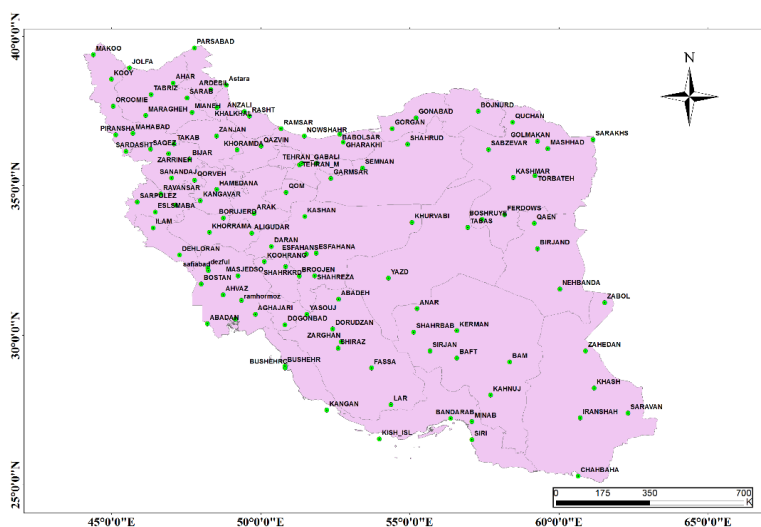 40°0'0"N
35°0'0"N
30°0'0"N
25°0'0"N
N
PARSABAD
MAKOO
JOLFA
KOOY
AHAR
ARDEBIL
Astara
TABRIZ
SARAB
OROOMIE
MARAGHEH
MIANEH
KHALKHAL
ANZALI
RASHT
GONABAD
BOJNURD
QUCHAN
PIRANSHA
MAHABAD
ZANJAN
RAMSAR
NOWSHAHR
BABOLSAR
GHARAKHI
GORGAN
SHAHRUD
SABZEVAR
GOLMAKAN
MASHHAD
SARAKHS
SARDASHT
SAQEZ
TAKAB
BIJAR
ZARRINEH
KHORAMDA
QAZVIN
TEHRAN_GABALI
TEHRAN_M
SEMNAN
GARMSAR
KASHMAR
TORBATEH
SANANDAJ
QORVEH
RAVANSAR
HAMEDANA
KANGAVAR
QOM
SARPOLEZ
ESLSMABA
ILAM
BORUJERD
ARAK
KASHAN
KHORRAMA
ALIGUDAR
KHURVABI
BOSHRUYE
TABAS
FERDOWS
QAEN
DEHLORAN
DARAN
ESFAHANS
ESFAHANA
KOOHRANG
BIRJAND
safiabad
dezful
MASJEDSO
SHAHRKRD
BROOJEN
SHAHREZA
YAZD
BOSTAN
AHVAZ
ramhormoz
ABADEH
NEHBANDA
ZABOL
ABADAN
AGHAJARI
YASOUJ
ANAR
DOGONBAD
DORUDZAN
SHAHRBAB
KERMAN
ZARGHAN
SHIRAZ
SIRJAN
BAFT
BAM
ZAHEDAN
BUSHEHRC
BUSHEHR
FASSA
KAHNUJ
KHASH
KANGAN
LAR
BANDARAB
MINAB
IRANSHAH
SARAVAN
KISH_ISL
SIRI
CHAHBAHA
0 175 350 700
K
45°0'0"E 50°0'0"E 55°0'0"E 60°0'0"E 65°0'0"E